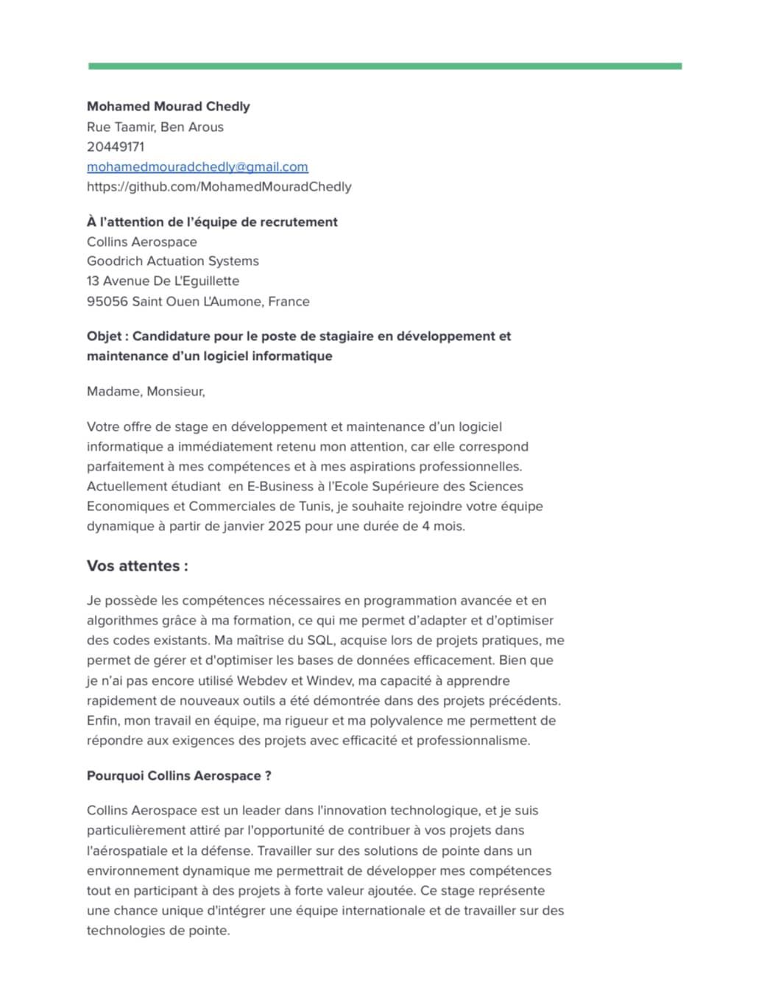 Mohamed Mourad Chedly
Rue Taamir, Ben Arous
20449171
mohamedmouradchedly@gmail.com
https://github.com/MohamedMouradChedly
À l’attention de l’équipe de recrutement
Collins Aerospace
Goodrich Actuation Systems
13 Avenue De L'Eguillette
95056 Saint Ouen L'Aumone, France
Objet : Candidature pour le poste de stagiaire en développement et
maintenance d’un logiciel informatique
Madame, Monsieur,
Votre offre de stage en développement et maintenance d’un logiciel
informatique a immédiatement retenu mon attention, car elle correspond
parfaitement à mes compétences et à mes aspirations professionnelles.
Actuellement étudiant  en E-Business à l’Ecole Supérieure des Sciences
Economiques et Commerciales de Tunis, je souhaite rejoindre votre équipe
dynamique à partir de janvier 2025 pour une durée de 4 mois.
Vos attentes :
Je possède les compétences nécessaires en programmation avancée et en
algorithmes grâce à ma formation, ce qui me permet d’adapter et d’optimiser
des codes existants. Ma maîtrise du SQL, acquise lors de projets pratiques, me
permet de gérer et d'optimiser les bases de données efficacement. Bien que
je n’ai pas encore utilisé Webdev et Windev, ma capacité à apprendre
rapidement de nouveaux outils a été démontrée dans des projets précédents.
Enfin, mon travail en équipe, ma rigueur et ma polyvalence me permettent de
répondre aux exigences des projets avec efficacité et professionnalisme.
Pourquoi Collins Aerospace ?
Collins Aerospace est un leader dans l'innovation technologique, et je suis
particulièrement attiré par l'opportunité de contribuer à vos projets dans
l'aérospatiale et la défense. Travailler sur des solutions de pointe dans un
environnement dynamique me permettrait de développer mes compétences
tout en participant à des projets à forte valeur ajoutée. Ce stage représente
une chance unique d'intégrer une équipe internationale et de travailler sur des
technologies de pointe.